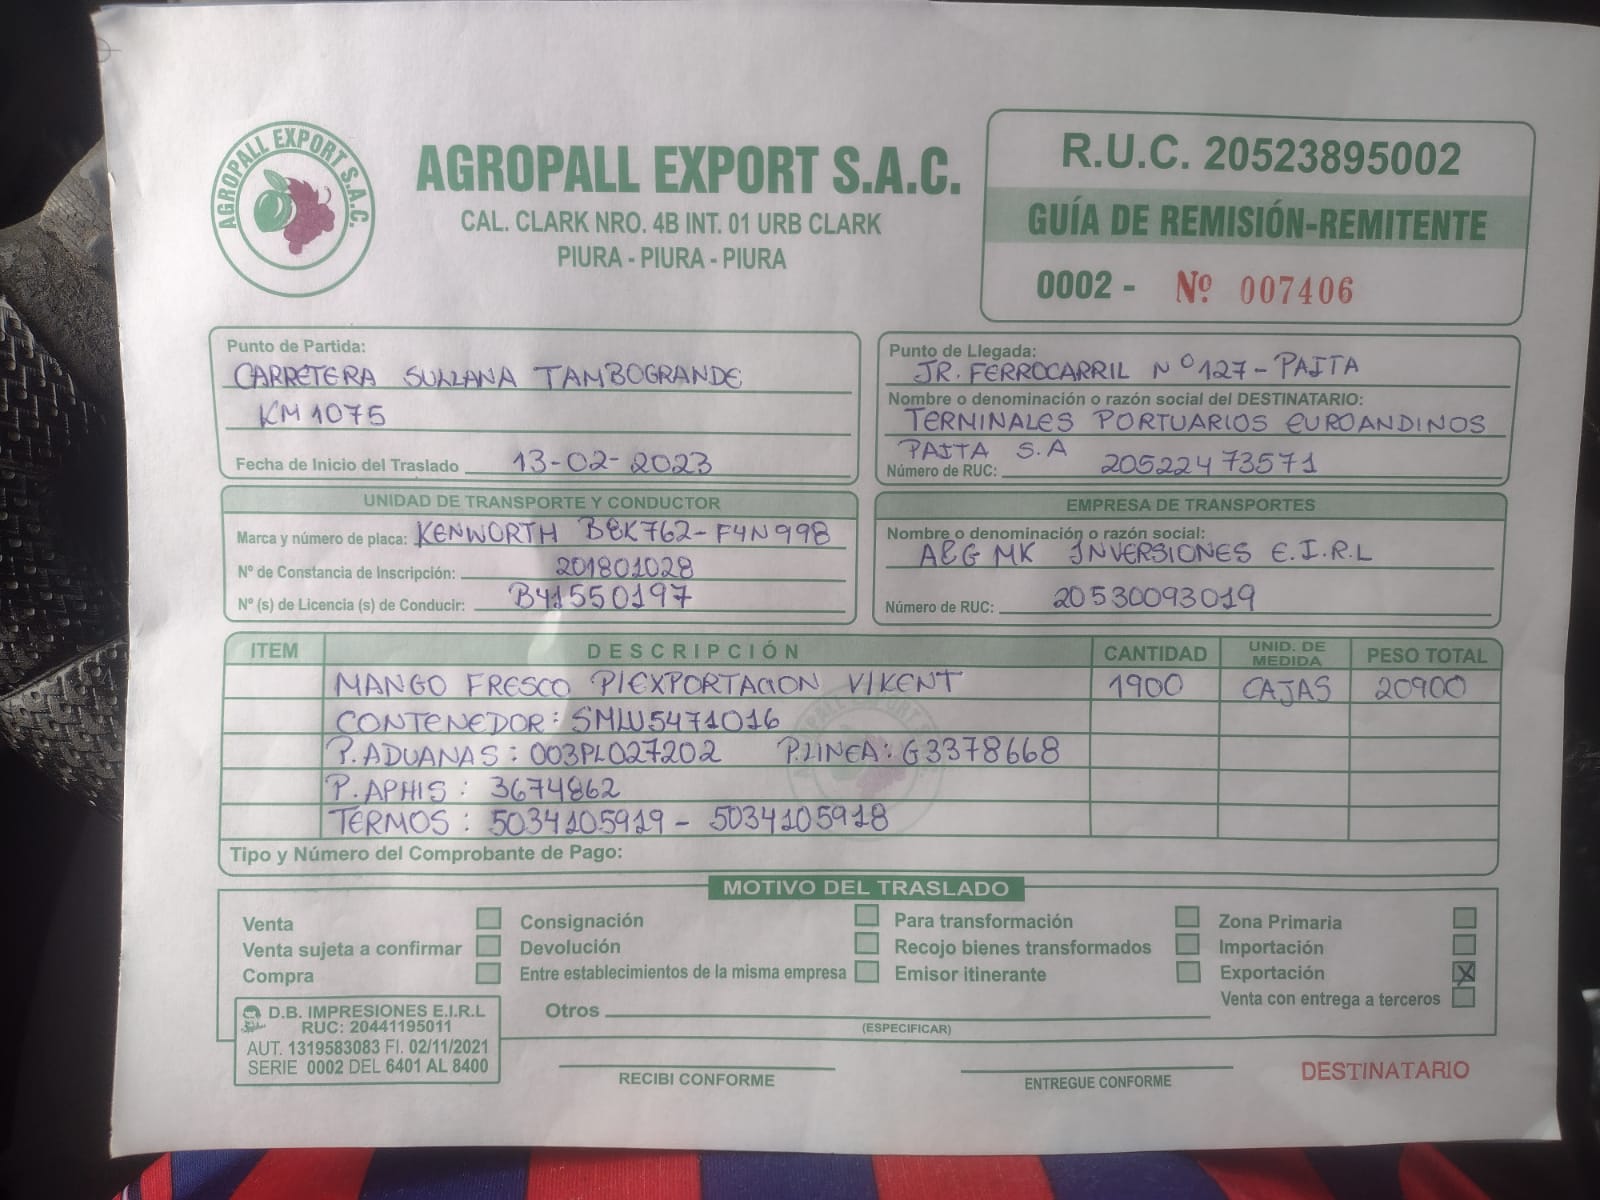 AGROPALL EXPORT S.A.C.
AGROPALL EXPORT S.A.C.
CAL. CLARK NRO. 4B INT. 01 URB CLARK
PIURA - PIURA - PIURA
R.U.C. 20523895002
GUÍA DE REMISIÓN-REMITENTE
0002 - Nº 007406
Punto de Partida:
CARRETERA SULLANA TAMBOGRANDE
KM 1075
Fecha de Inicio del Traslado 13-02-2023
Punto de Llegada:
JR. FERROCARRIL Nº 127 - PAITA
Nombre o denominación o razón social del DESTINATARIO:
TERMINALES PORTUARIOS EUROANDINOS
PAITA S.A
Número de RUC: 20522473571
UNIDAD DE TRANSPORTE Y CONDUCTOR
Marca y número de placa: KENWORTH B8K762-F4N998
Nº de Constancia de Inscripción: 201801028
Nº (s) de Licencia (s) de Conducir: B41550197
EMPRESA DE TRANSPORTES
Nombre o denominación o razón social:
A&G MK INVERSIONES E.I.R.L
Número de RUC: 20530093019
ITEM DESCRIPCIÓN CANTIDAD UNID. DE MEDIDA PESO TOTAL
MANGO FRESCO P/EXPORTACION VIKENT 1900 CAJAS 20900
CONTENEDOR: SMLU5471016
P. ADUANAS: 003PL027202 P.LINEA: G3378668
P. APHIS: 3674862
TERMOS: 5034105919 - 5034105918
Tipo y Número del Comprobante de Pago:
MOTIVO DEL TRASLADO
Venta Consignación Para transformación Zona Primaria
Venta sujeta a confirmar Devolución Recojo bienes transformados Importación
Compra Entre establecimientos de la misma empresa Emisor itinerante Exportación X
Venta con entrega a terceros
Otros
(ESPECIFICAR)
D.B. IMPRESIONES E.I.R.L
RUC: 20441195011
AUT. 1319583083 FI. 02/11/2021
SERIE 0002 DEL 6401 AL 8400
RECIBI CONFORME
ENTREGUE CONFORME
DESTINATARIO